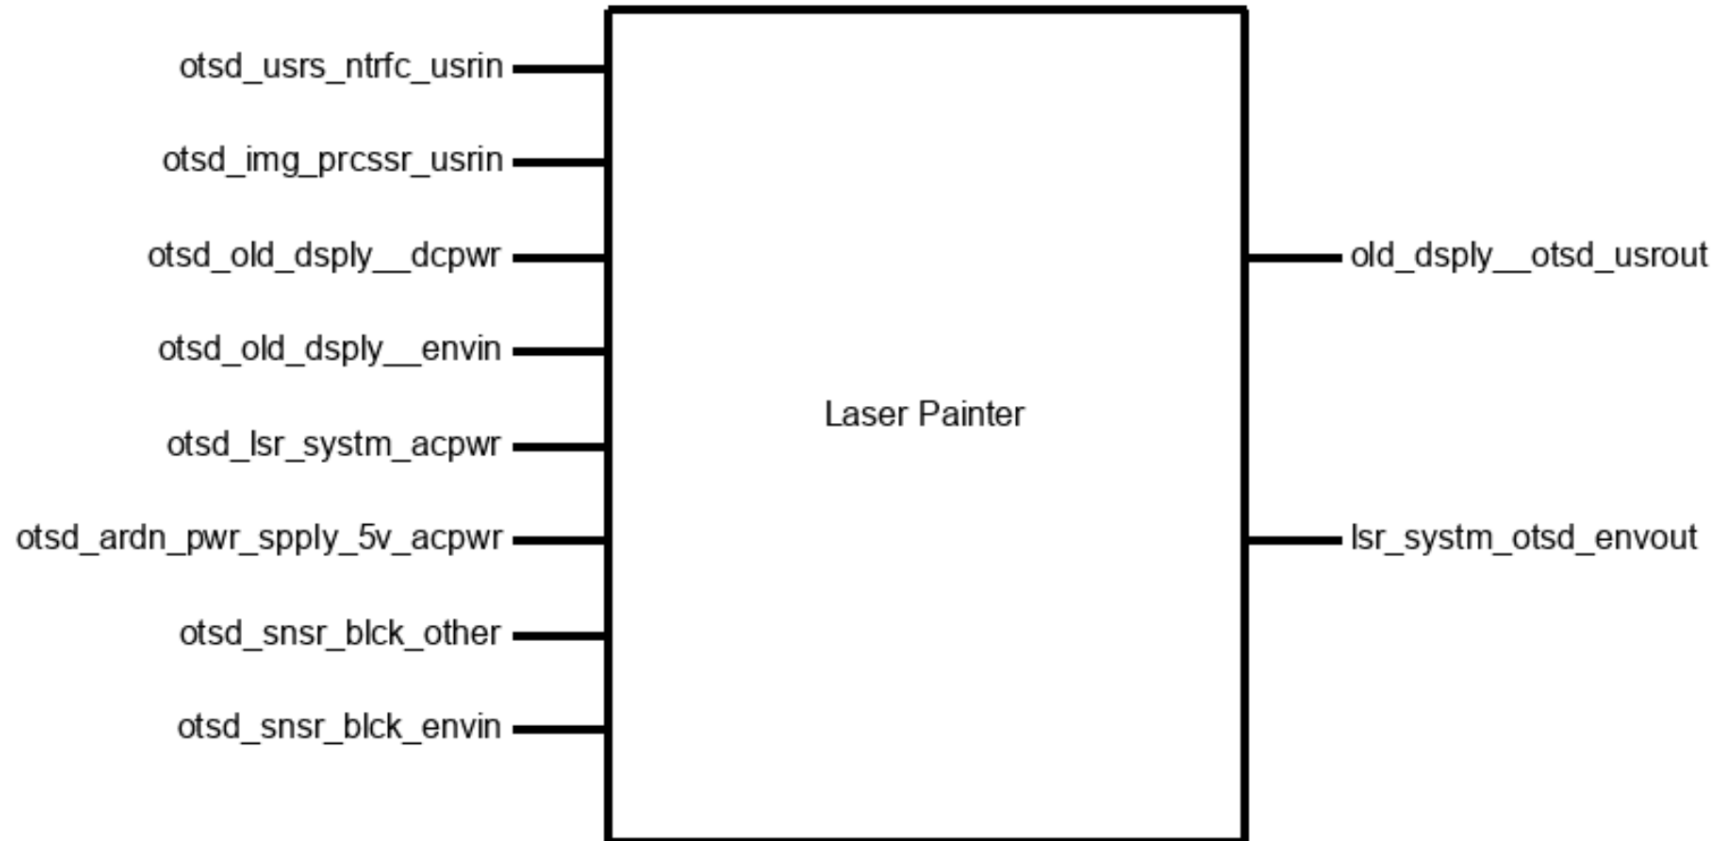 otsd_usrs_ntrfc_usrin
otsd_img_prcssr_usrin
otsd_old_dsply__dcpwr
otsd_old_dsply__envin
otsd_lsr_systm_acpwr
otsd_ardn_pwr_spply_5v_acpwr
otsd_snsr_blck_other
otsd_snsr_blck_envin
Laser Painter
old_dsply__otsd_usrout
lsr_systm_otsd_envout